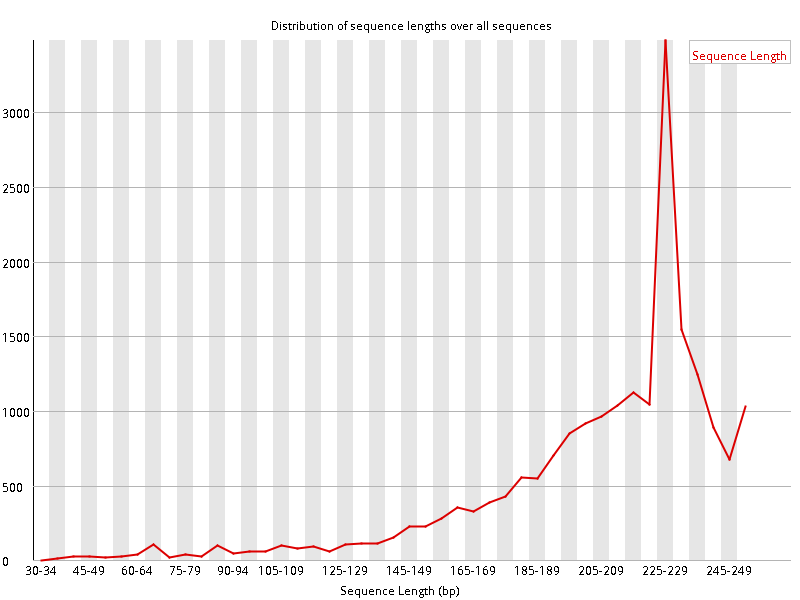 Distribution of sequence lengths over all sequences
Sequence Length
3000
2500
2000
1500
1000
500
0
30-34 45-49 60-64 75-79 90-94 105-109 125-129 145-149 165-169 185-189 205-209 225-229 245-249
Sequence Length (bp)